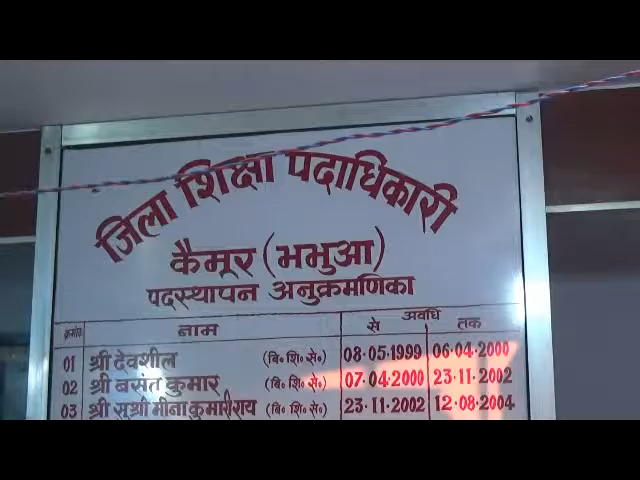 जिला शिक्षा पदाधिकारी
कैमूर (भभुआ)
पदस्थापन अनुक्रमणिका
क्रमांक नाम अवधि
से तक
01 श्री देवशील (बि० शि० से०) 08.05.1999 06.04.2000
02 श्री बसंत कुमार (बि० शि० से०) 07.04.2000 23.11.2002
03 श्री सुश्री मीना कुमारी राय (बि० शि० से०) 23.11.2002 12.08.2004